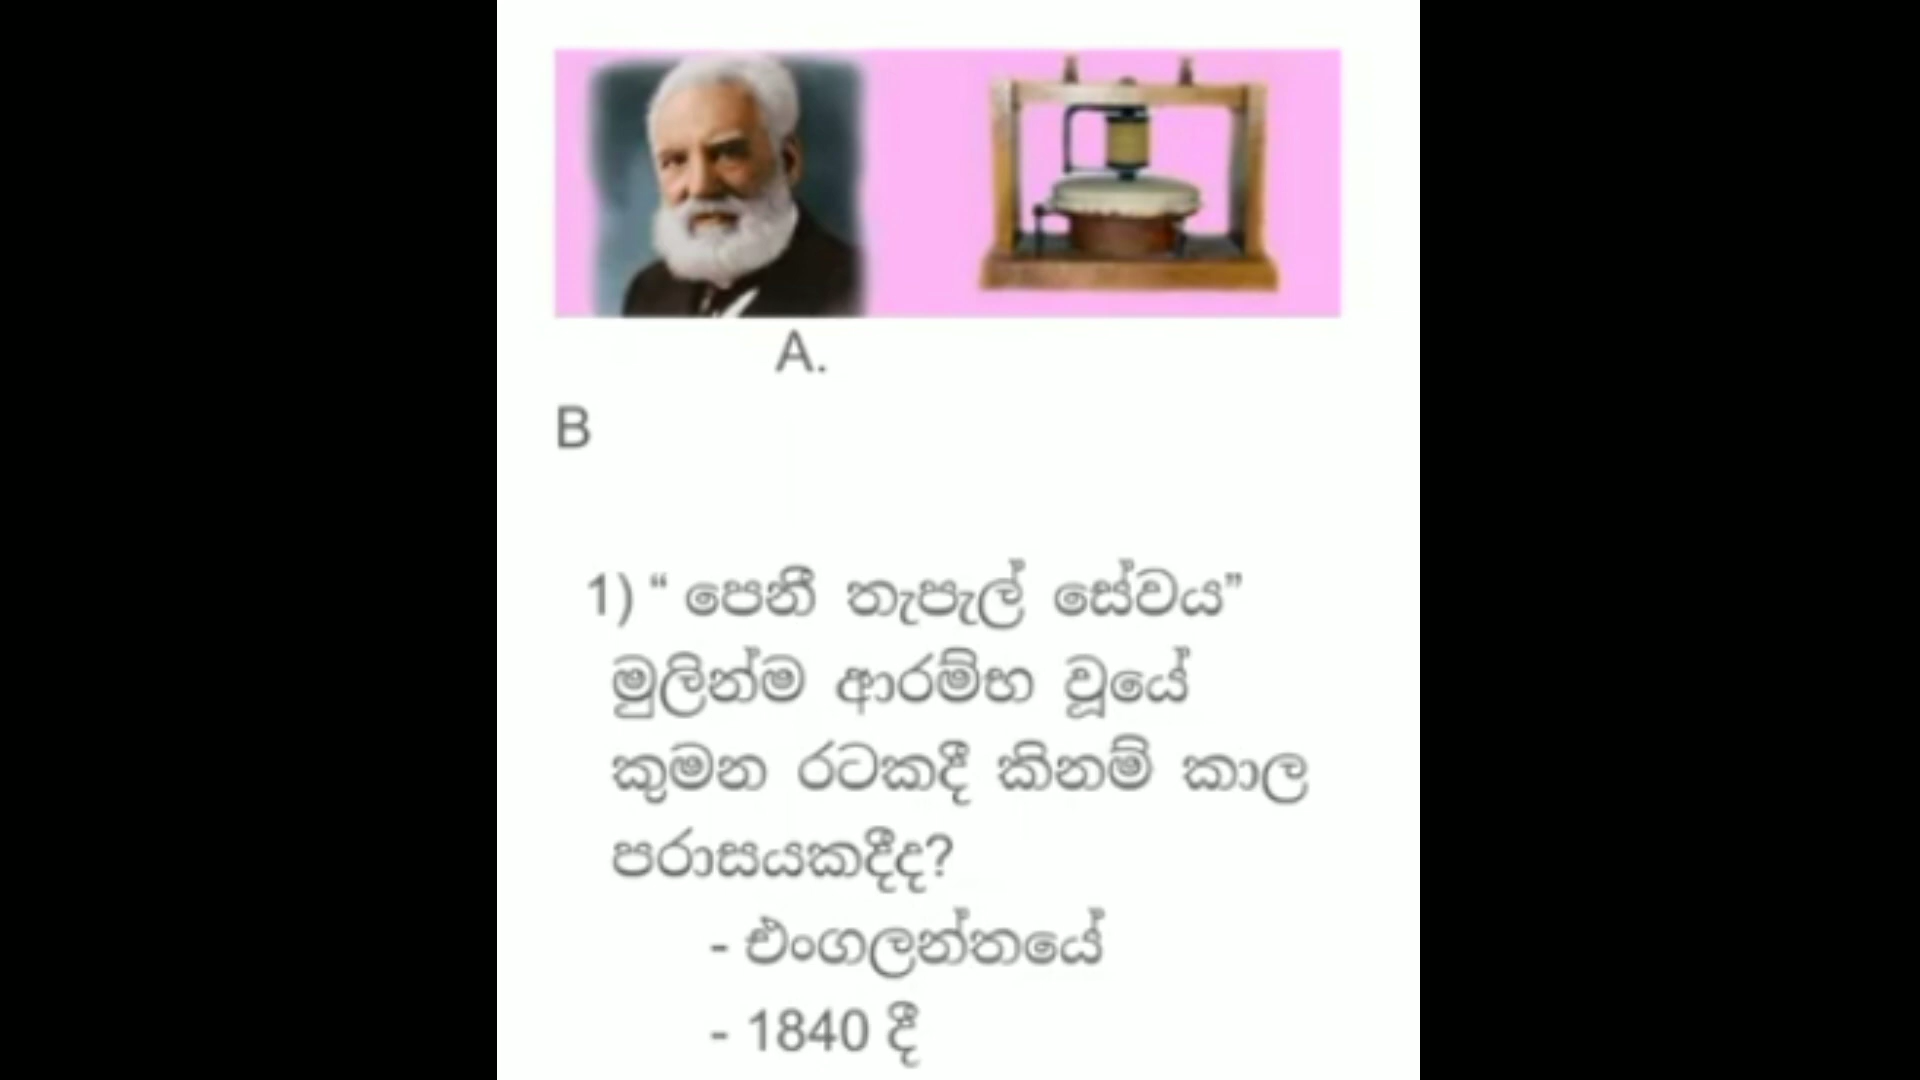 A.
B
1) “ පෙනී තැපැල් සේවය”
මුලින්ම ආරම්භ වූයේ
කුමන රටකදී කිනම් කාල
පරාසයකදීද?
- එංගලන්තයේ
- 1840 දී